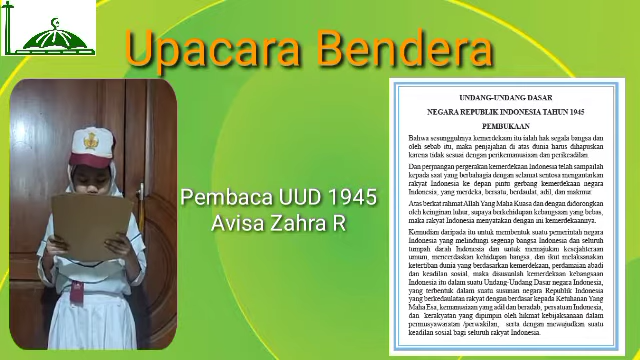 Upacara Bendera
Pembaca UUD 1945
Avisa Zahra R
UNDANG-UNDANG DASAR
NEGARA REPUBLIK INDONESIA TAHUN 1945
PEMBUKAAN
Bahwa sesungguhnya kemerdekaan itu ialah hak segala bangsa dan
oleh sebab itu, maka penjajahan di atas dunia harus dihapuskan
karena tidak sesuai dengan perikemanusiaan dan perikeadilan.
Dan perjuangan pergerakan kemerdekaan Indonesia telah sampailah
kepada saat yang berbahagia dengan selamat sentosa mengantarkan
rakyat Indonesia ke depan pintu gerbang kemerdekaan negara
Indonesia, yang merdeka, bersatu, berdaulat, adil, dan makmur.
Atas berkat rahmat Allah Yang Maha Kuasa dan dengan didorongkan
oleh keinginan luhur, supaya berkehidupan kebangsaan yang bebas,
maka rakyat Indonesia menyatakan dengan ini kemerdekaannya.
Kemudian daripada itu untuk membentuk suatu pemerintah negara
Indonesia yang melindungi segenap bangsa Indonesia dan seluruh
tumpah darah Indonesia dan untuk memajukan kesejahteraan
umum, mencerdaskan kehidupan bangsa, dan ikut melaksanakan
ketertiban dunia yang berdasarkan kemerdekaan, perdamaian abadi
dan keadilan sosial, maka disusunlah kemerdekaan kebangsaan
Indonesia itu dalam suatu Undang-Undang Dasar negara Indonesia,
yang terbentuk dalam suatu susunan negara Republik Indonesia
yang berkedaulatan rakyat dengan berdasar kepada Ketuhanan Yang
Maha Esa, kemanusiaan yang adil dan beradab, persatuan Indonesia,
dan kerakyatan yang dipimpin oleh hikmat kebijaksanaan dalam
permusyawaratan /perwakilan, serta dengan mewujudkan suatu
keadilan sosial bagi seluruh rakyat Indonesia.